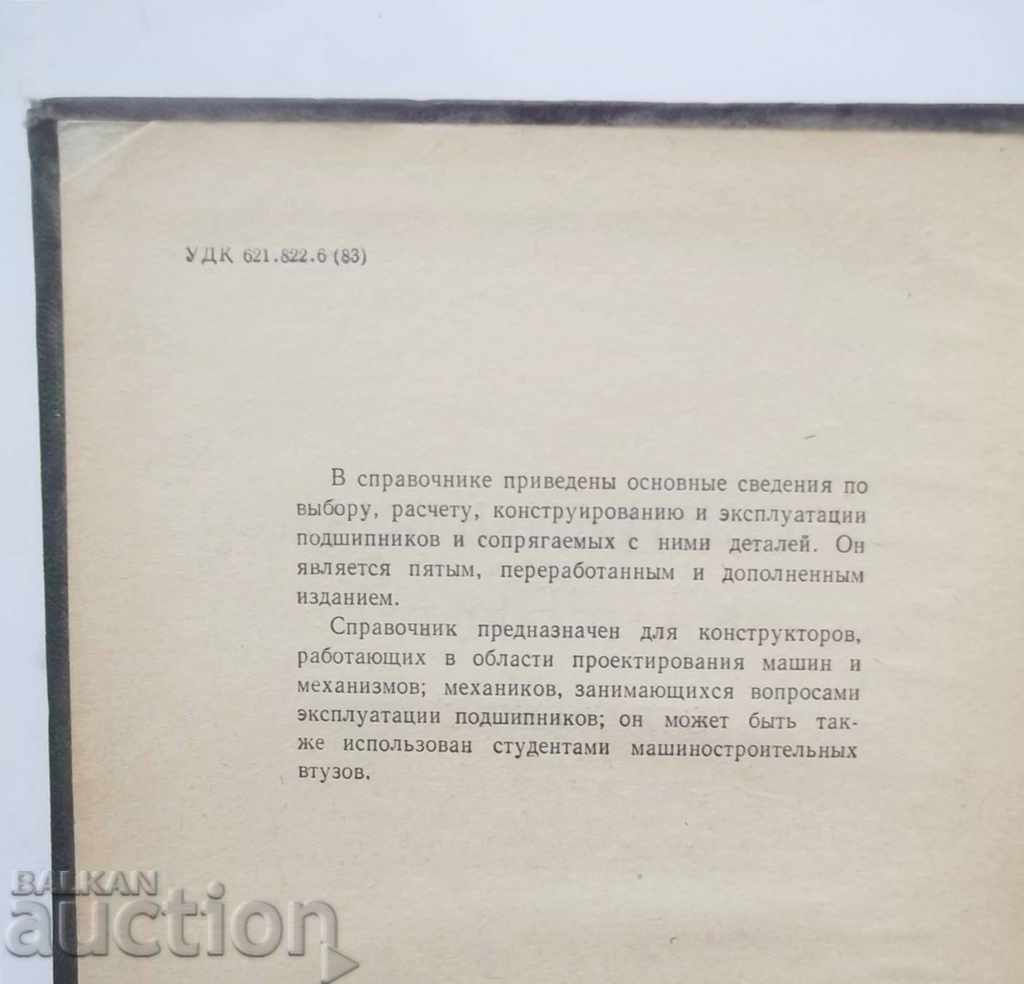 УДК 621.822.6 (83)
В справочнике приведены основные сведения по
выбору, расчету, конструированию и эксплуатации
подшипников и сопрягаемых с ними деталей. Он
является пятым, переработанным и дополненным
изданием.
Справочник предназначен для конструкторов,
работающих в области проектирования машин и
механизмов; механиков, занимающихся вопросами
эксплуатации подшипников; он может быть так-
же использован студентами машиностроительных
втузов.
BALKAN
auction